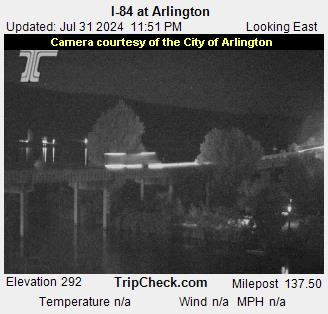 I-84 at Arlington
Updated: Jul 31 2024 11:51 PM Looking East
Camera courtesy of the City of Arlington
Elevation 292 TripCheck.com Milepost 137.50
Temperature n/a Wind n/a MPH n/a